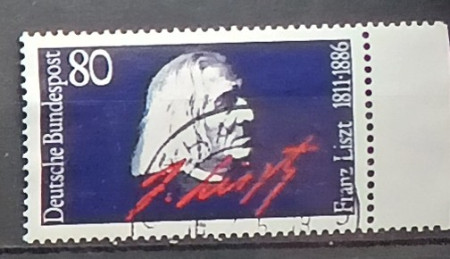 Deutsche Bundespost
80
F. Liszt
Franz Liszt 1811·1886